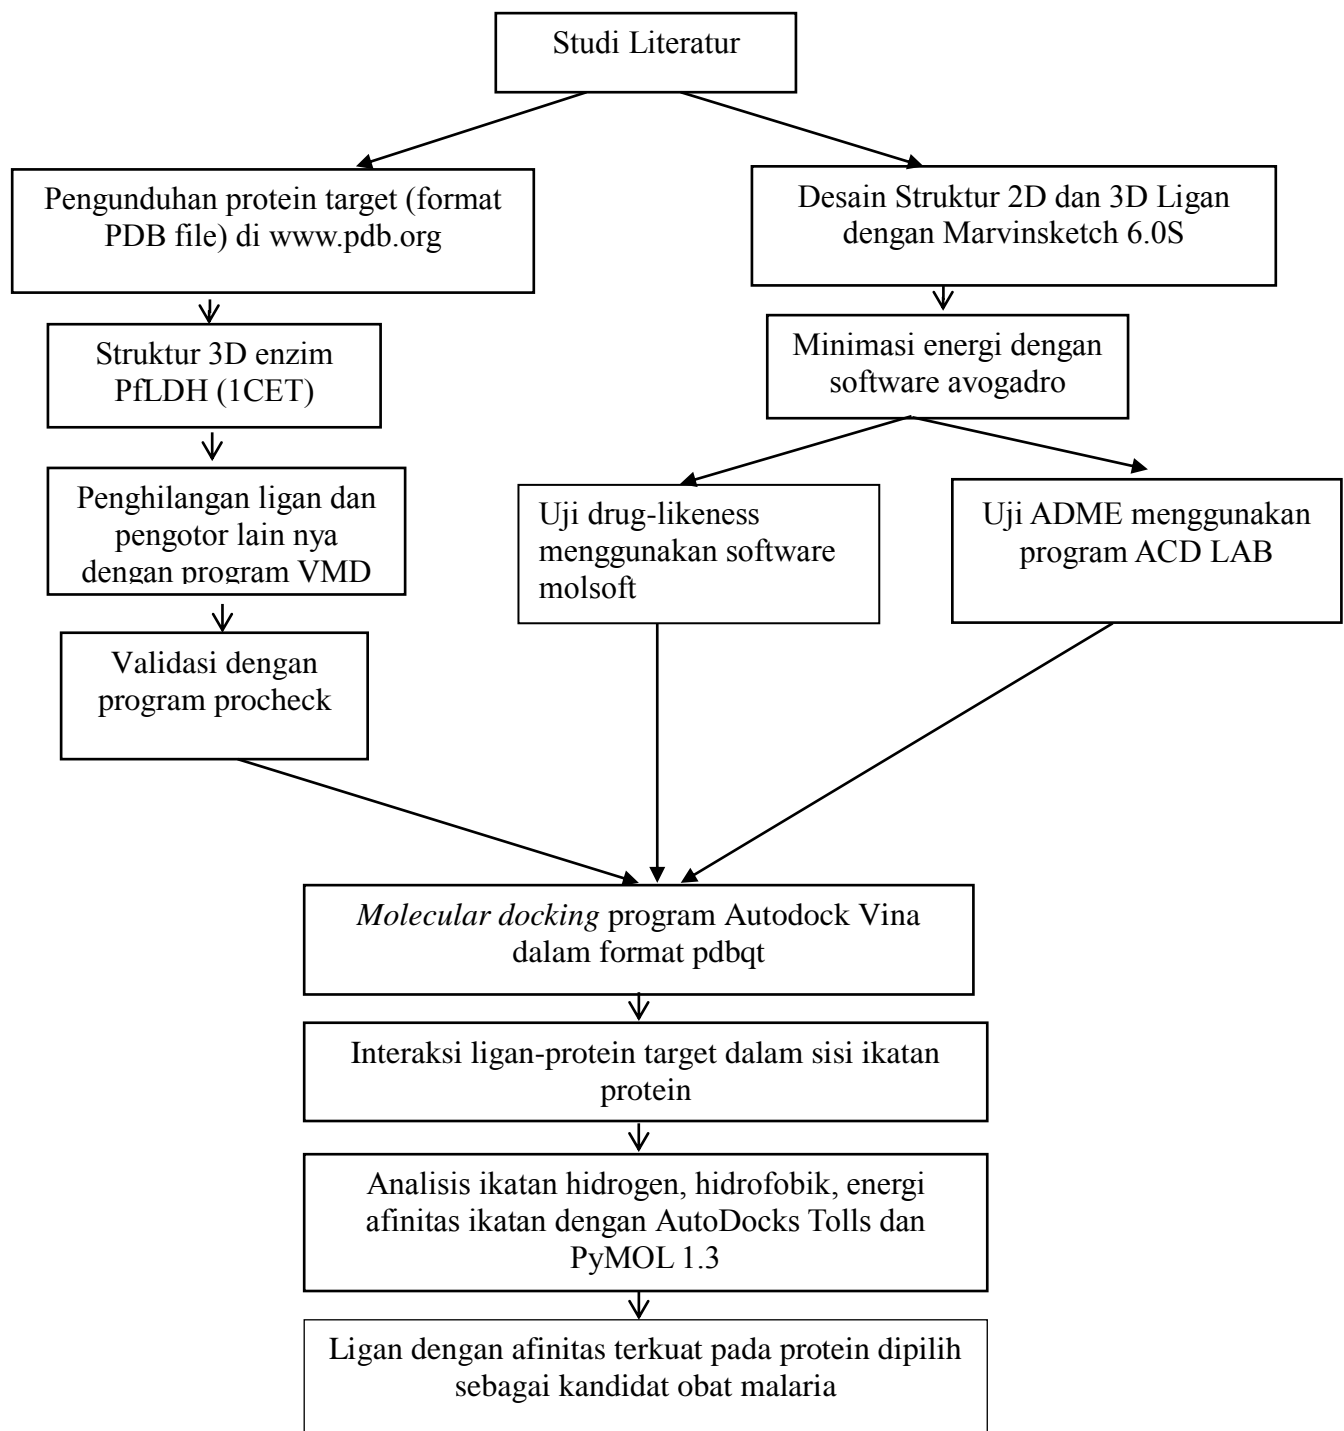 Studi Literatur
Pengunduhan protein target (format
PDB file) di www.pdb.org
Desain Struktur 2D dan 3D Ligan
dengan Marvinsketch 6.0S
Struktur 3D enzim
PfLDH (1CET)
Minimasi energi dengan
software avogadro
Penghilangan ligan dan
pengotor lain nya
dengan program VMD
Uji drug-likeness
menggunakan software
molsoft
Uji ADME menggunakan
program ACD LAB
Validasi dengan
program procheck
Molecular docking program Autodock Vina
dalam format pdbqt
Interaksi ligan-protein target dalam sisi ikatan
protein
Analisis ikatan hidrogen, hidrofobik, energi
afinitas ikatan dengan AutoDocks Tolls dan
PyMOL 1.3
Ligan dengan afinitas terkuat pada protein dipilih
sebagai kandidat obat malaria